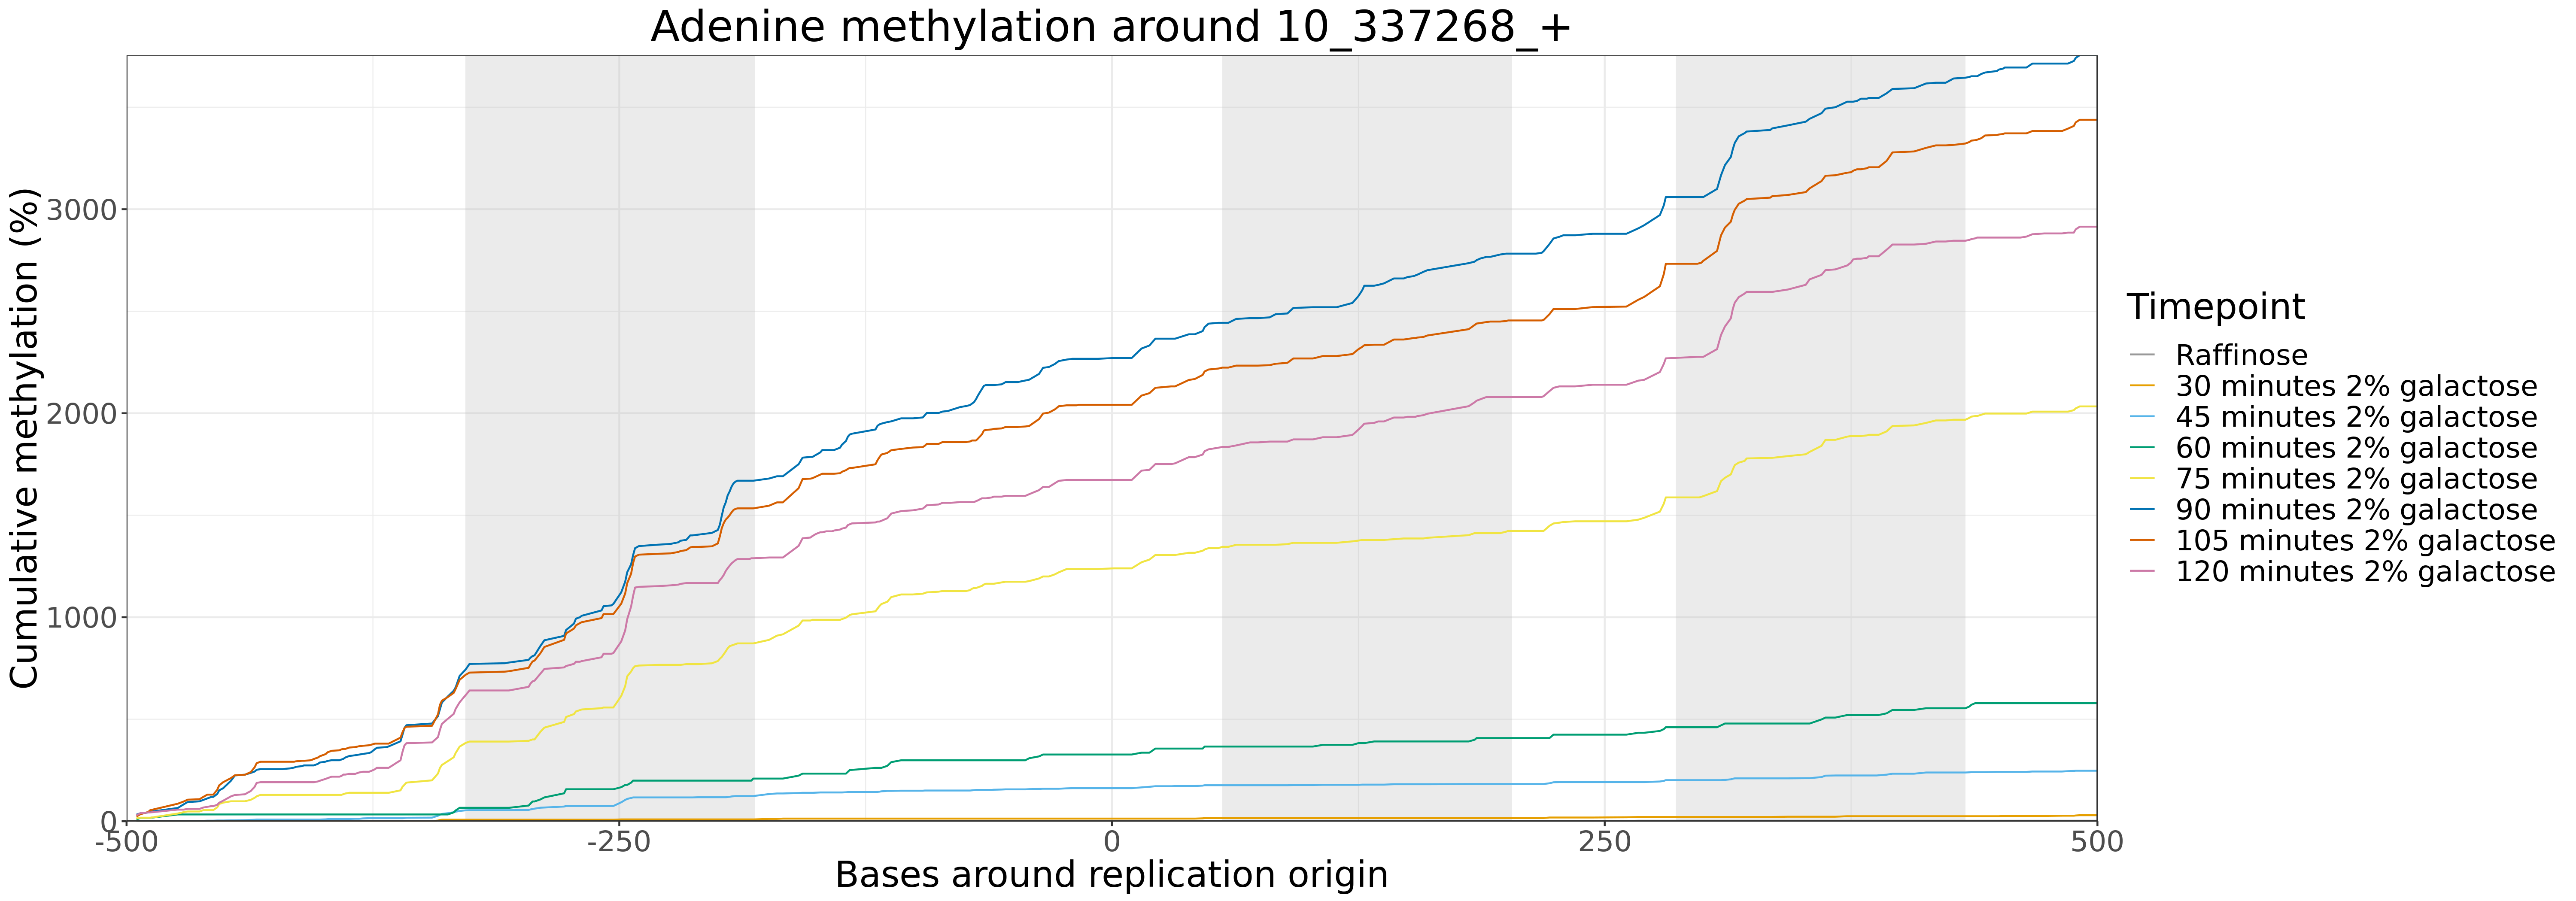 Adenine methylation around 10_337268_+
Cumulative methylation (%)
3000
2000
1000
0
-500
-250
0
250
500
Bases around replication origin
Timepoint
Raffinose
30 minutes 2% galactose
45 minutes 2% galactose
60 minutes 2% galactose
75 minutes 2% galactose
90 minutes 2% galactose
105 minutes 2% galactose
120 minutes 2% galactose